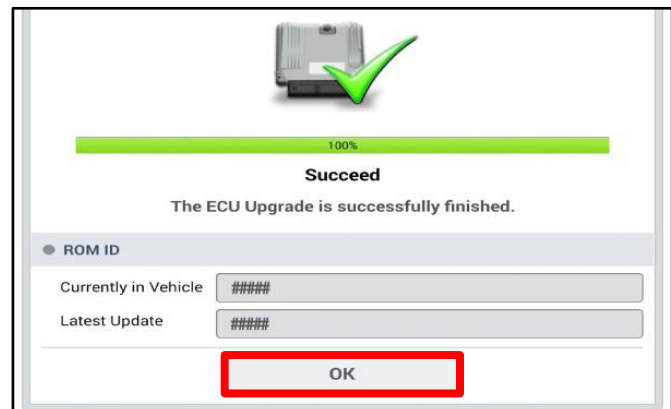 100%
Succeed
The ECU Upgrade is successfully finished.
ROM ID
Currently in Vehicle #####
Latest Update #####
OK